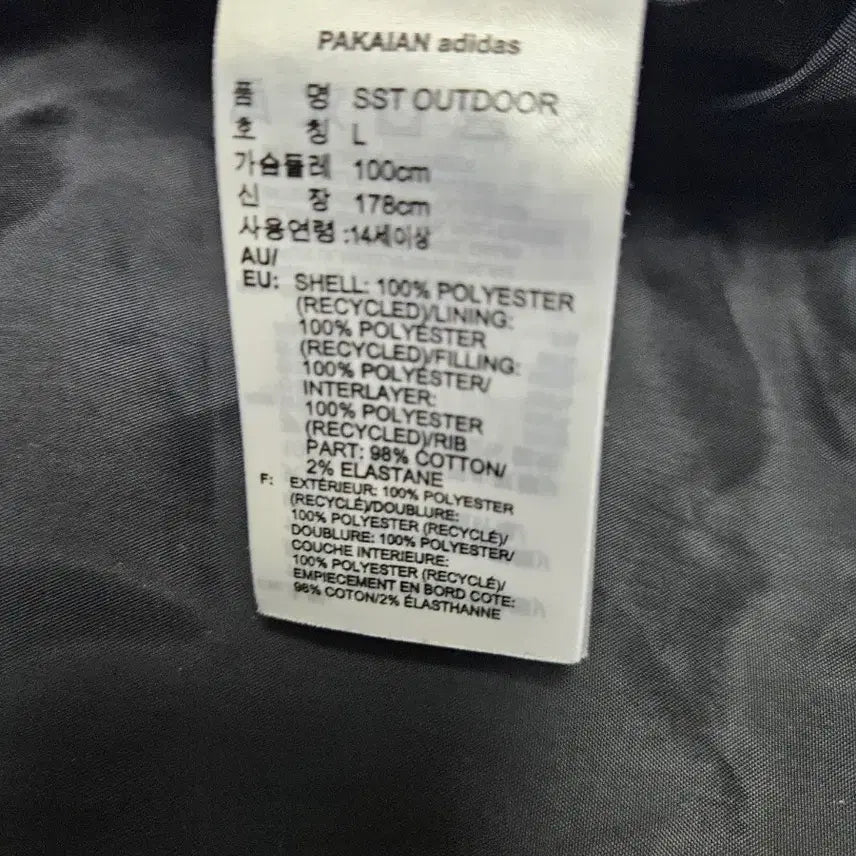 PAKAIAN adidas
품 명 SST OUTDOOR
호 칭 L
가슴둘레 100cm
신 장 178cm
사용연령 :14세이상
AU/
EU: SHELL: 100% POLYESTER
(RECYCLED)/LINING:
100% POLYESTER
(RECYCLED)/FILLING:
100% POLYESTER/
INTERLAYER:
100% POLYESTER
(RECYCLED)/RIB
PART: 98% COTTON/
2% ELASTANE
F: EXTÉRIEUR: 100% POLYESTER
(RECYCLÉ)/DOUBLURE:
100% POLYESTER (RECYCLÉ)/
DOUBLURE: 100% POLYESTER/
COUCHE INTERIEURE:
100% POLYESTER (RECYCLÉ)/
EMPIECEMENT EN BORD COTE:
98% COTON/2% ÉLASTHANNE